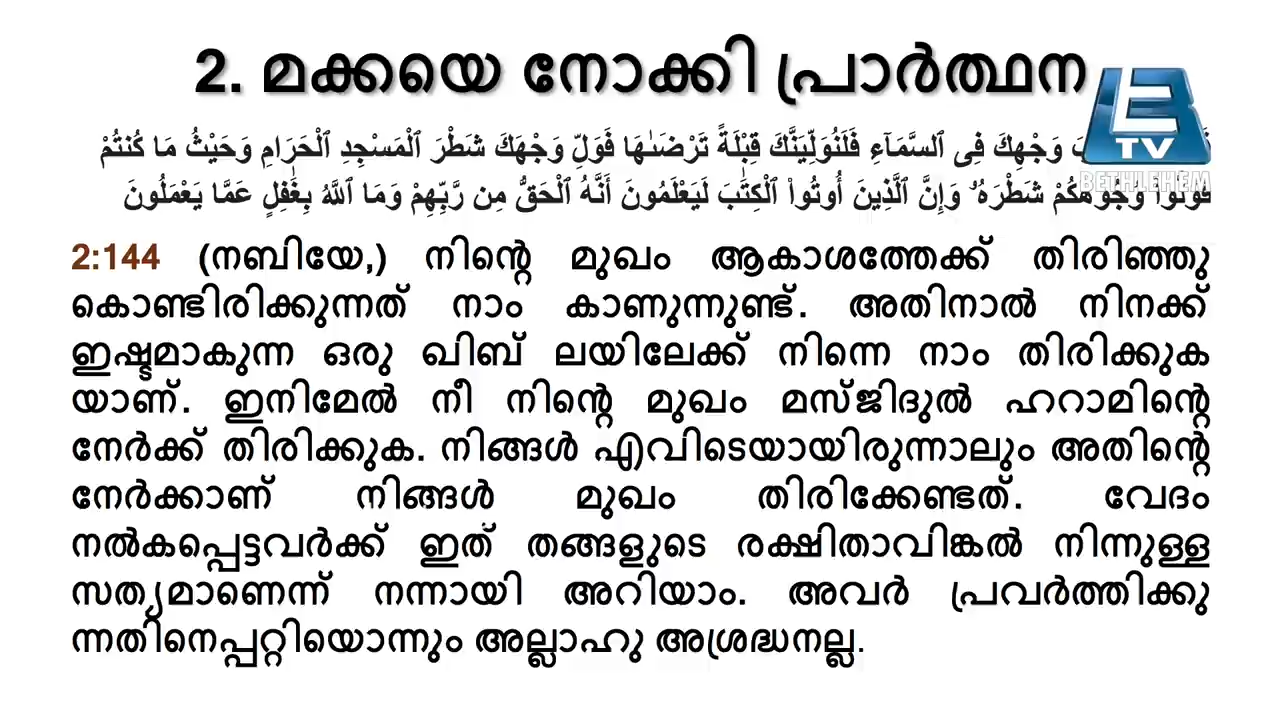 2. മക്കയെ നോക്കി പ്രാർത്ഥന
وَجْهِكَ فِى ٱلسَّمَآءِ فَلَنُوَلِّيَنَّكَ قِبْلَةً تَرْضَىٰهَا فَوَلِّ وَجْهَكَ شَطْرَ ٱلْمَسْجِدِ ٱلْحَرَامِ وَحَيْثُ مَا كُنتُمْ
وُجُوهَكُمْ شَطْرَهُۥ وَإِنَّ ٱلَّذِينَ أُوتُوا۟ ٱلْكِتَٰبَ لَيَعْلَمُونَ أَنَّهُ ٱلْحَقُّ مِن رَّبِّهِمْ وَمَا ٱللَّهُ بِغَٰفِلٍ عَمَّا يَعْمَلُونَ
B
TV
BETHLEHEM
2:144 (നബിയേ,) നിന്റെ മുഖം ആകാശത്തേക്ക് തിരിഞ്ഞു
കൊണ്ടിരിക്കുന്നത് നാം കാണുന്നുണ്ട്. അതിനാൽ നിനക്ക്
ഇഷ്ടമാകുന്ന ഒരു ഖിബ് ലയിലേക്ക് നിന്നെ നാം തിരിക്കുക
യാണ്. ഇനിമേൽ നീ നിന്റെ മുഖം മസ്ജിദുൽ ഹറാമിന്റെ
നേർക്ക് തിരിക്കുക. നിങ്ങൾ എവിടെയായിരുന്നാലും അതിന്റെ
നേർക്കാണ് നിങ്ങൾ മുഖം തിരിക്കേണ്ടത്. വേദം
നൽകപ്പെട്ടവർക്ക് ഇത് തങ്ങളുടെ രക്ഷിതാവിങ്കൽ നിന്നുള്ള
സത്യമാണെന്ന് നന്നായി അറിയാം. അവർ പ്രവർത്തിക്കു
ന്നതിനെപ്പറ്റിയൊന്നും അല്ലാഹു അശ്രദ്ധനല്ല.